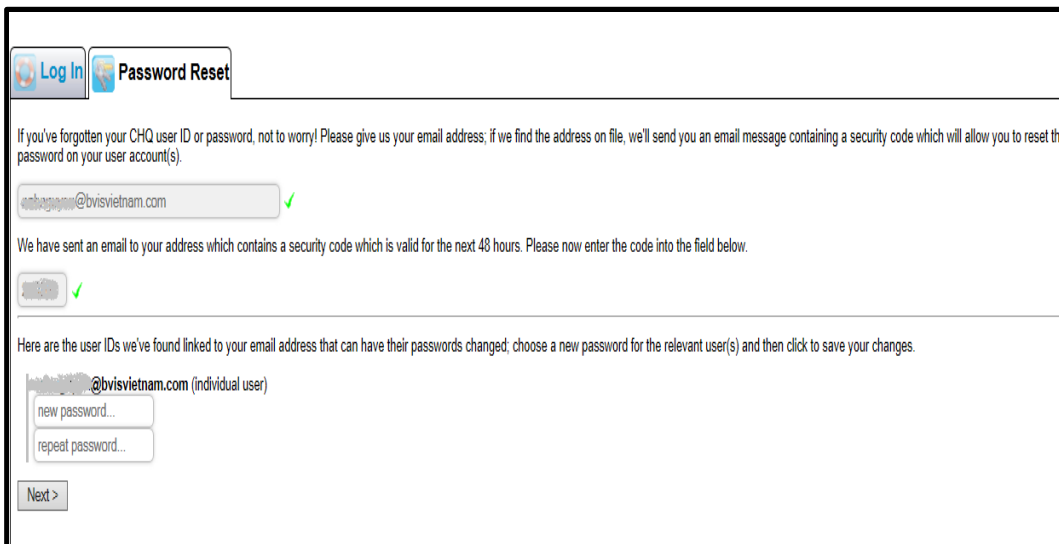 Log In
Password Reset
If you've forgotten your CHQ user ID or password, not to worry! Please give us your email address; if we find the address on file, we'll send you an email message containing a security code which will allow you to reset
password on your user account(s).
@bvisvietnam.com
We have sent an email to your address which contains a security code which is valid for the next 48 hours. Please now enter the code into the field below.
Here are the user IDs we've found linked to your email address that can have their passwords changed; choose a new password for the relevant user(s) and then click to save your changes.
@bvisvietnam.com (individual user)
new password...
repeat password...
Next >